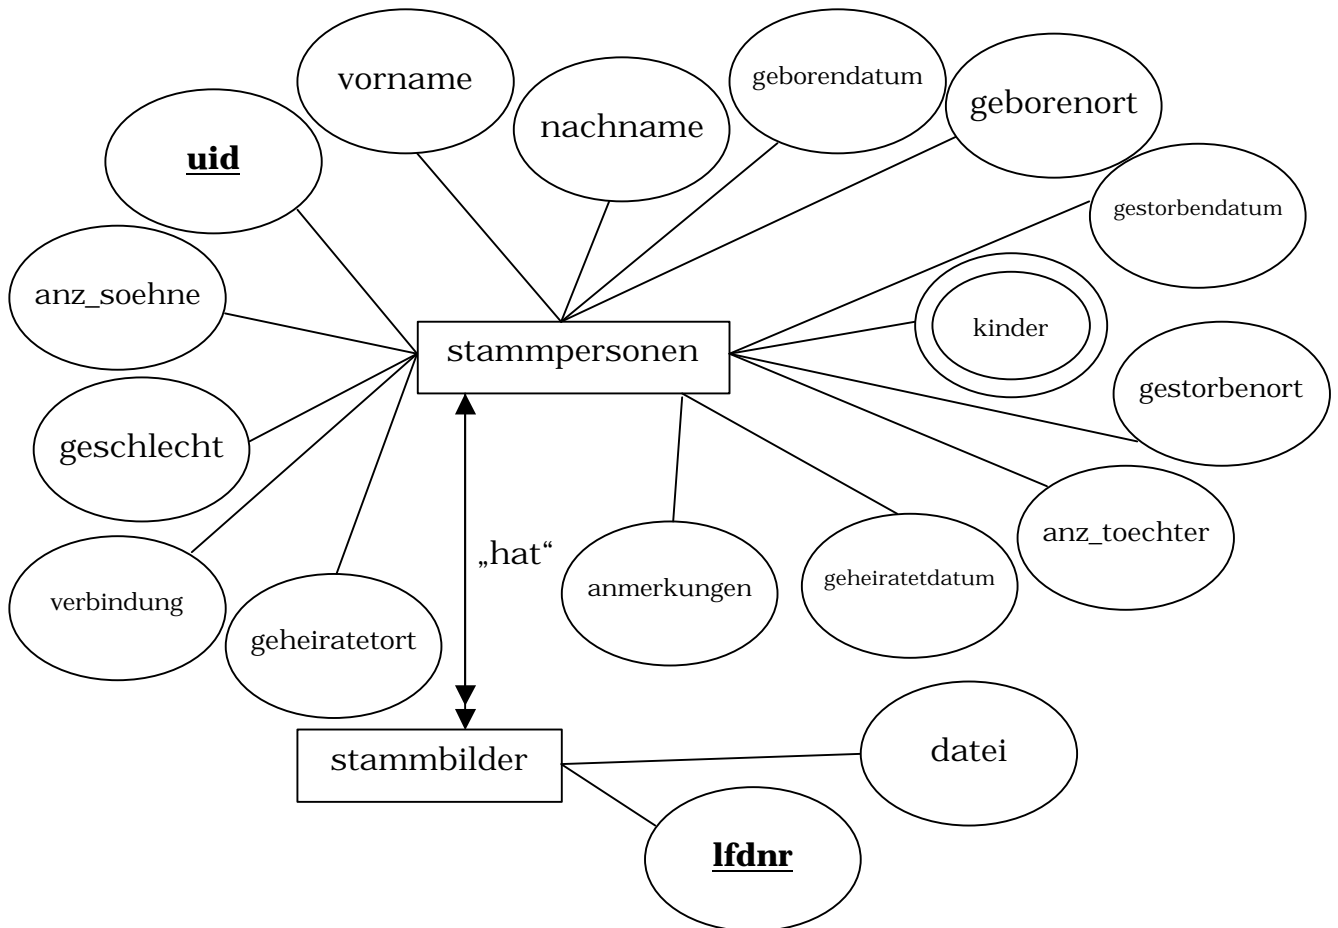 vorname
geborendatum
geborenort
nachname
uid
gestorbendatum
anz_soehne
kinder
stammpersonen
gestorbenort
geschlecht
anz_toechter
„hat“
geheiratetdatum
anmerkungen
verbindung
geheiratetort
datei
stammbilder
lfdnr